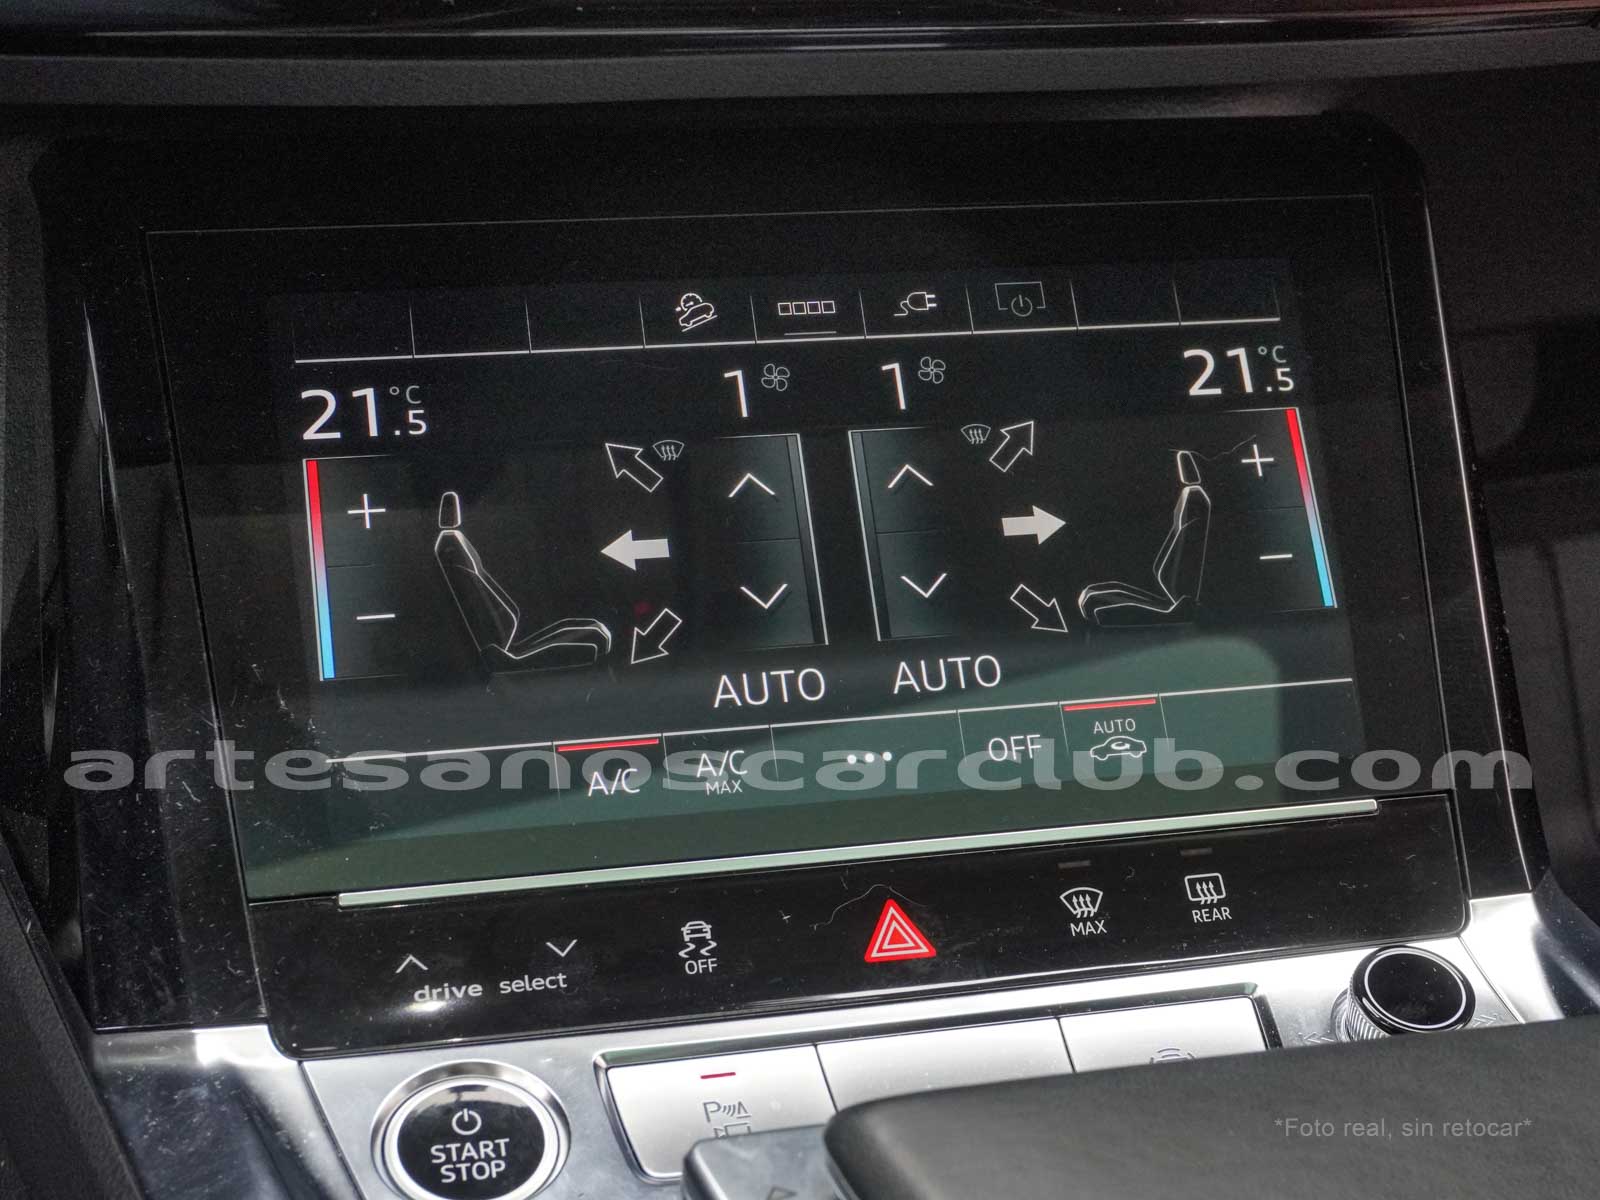 21.5 °C 1 1 21.5 °C
+ +
− −
AUTO AUTO
A/C A/C MAX ••• OFF AUTO
artesanoscarclub.com
drive select OFF MAX REAR
START
STOP
P
*Foto real, sin retocar*